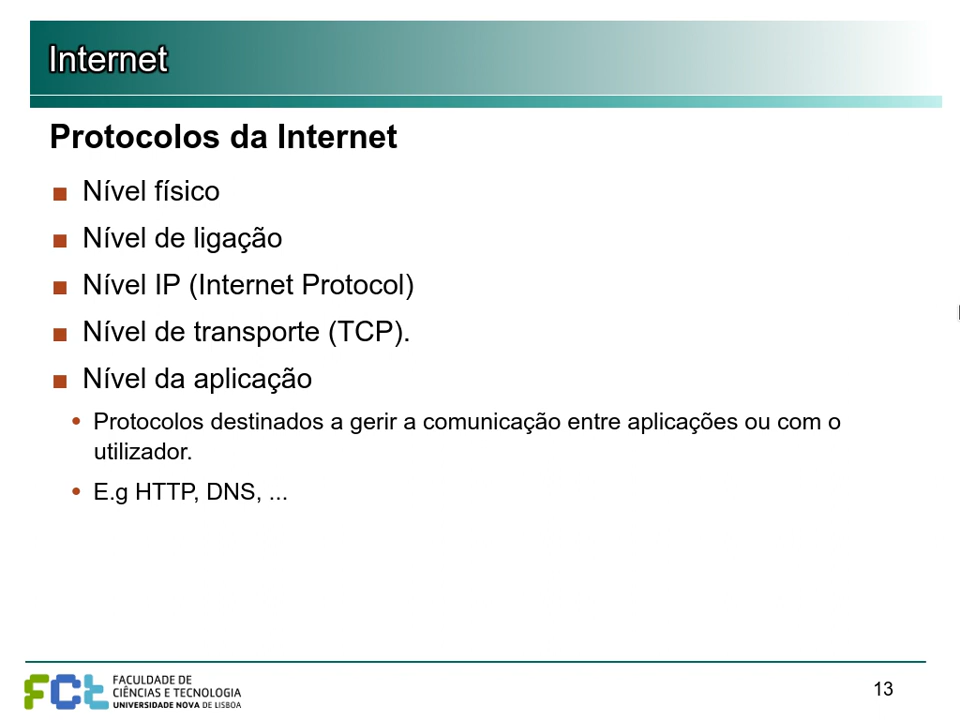 Internet
Protocolos da Internet
Nível físico
Nível de ligação
Nível IP (Internet Protocol)
Nível de transporte (TCP).
Nível da aplicação
Protocolos destinados a gerir a comunicação entre aplicações ou com o
utilizador.
E.g HTTP, DNS, ...
FCT
FACULDADE DE
CIÊNCIAS E TECNOLOGIA
UNIVERSIDADE NOVA DE LISBOA
13